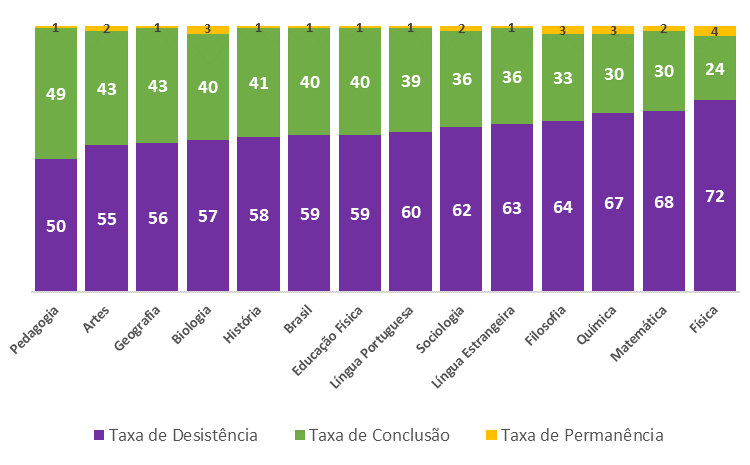 1 2 1 3 1 1 1 1 2 1 3 3 2 4
49 43 43 40 41 40 40 39 36 36 33 30 30 24
50 55 56 57 58 59 59 60 62 63 64 67 68 72
Pedagogia
Artes
Geografia
Biologia
História
Brasil
Educação Física
Língua Portuguesa
Sociologia
Língua Estrangeira
Filosofia
Química
Matemática
Física
Taxa de Desistência Taxa de Conclusão Taxa de Permanência